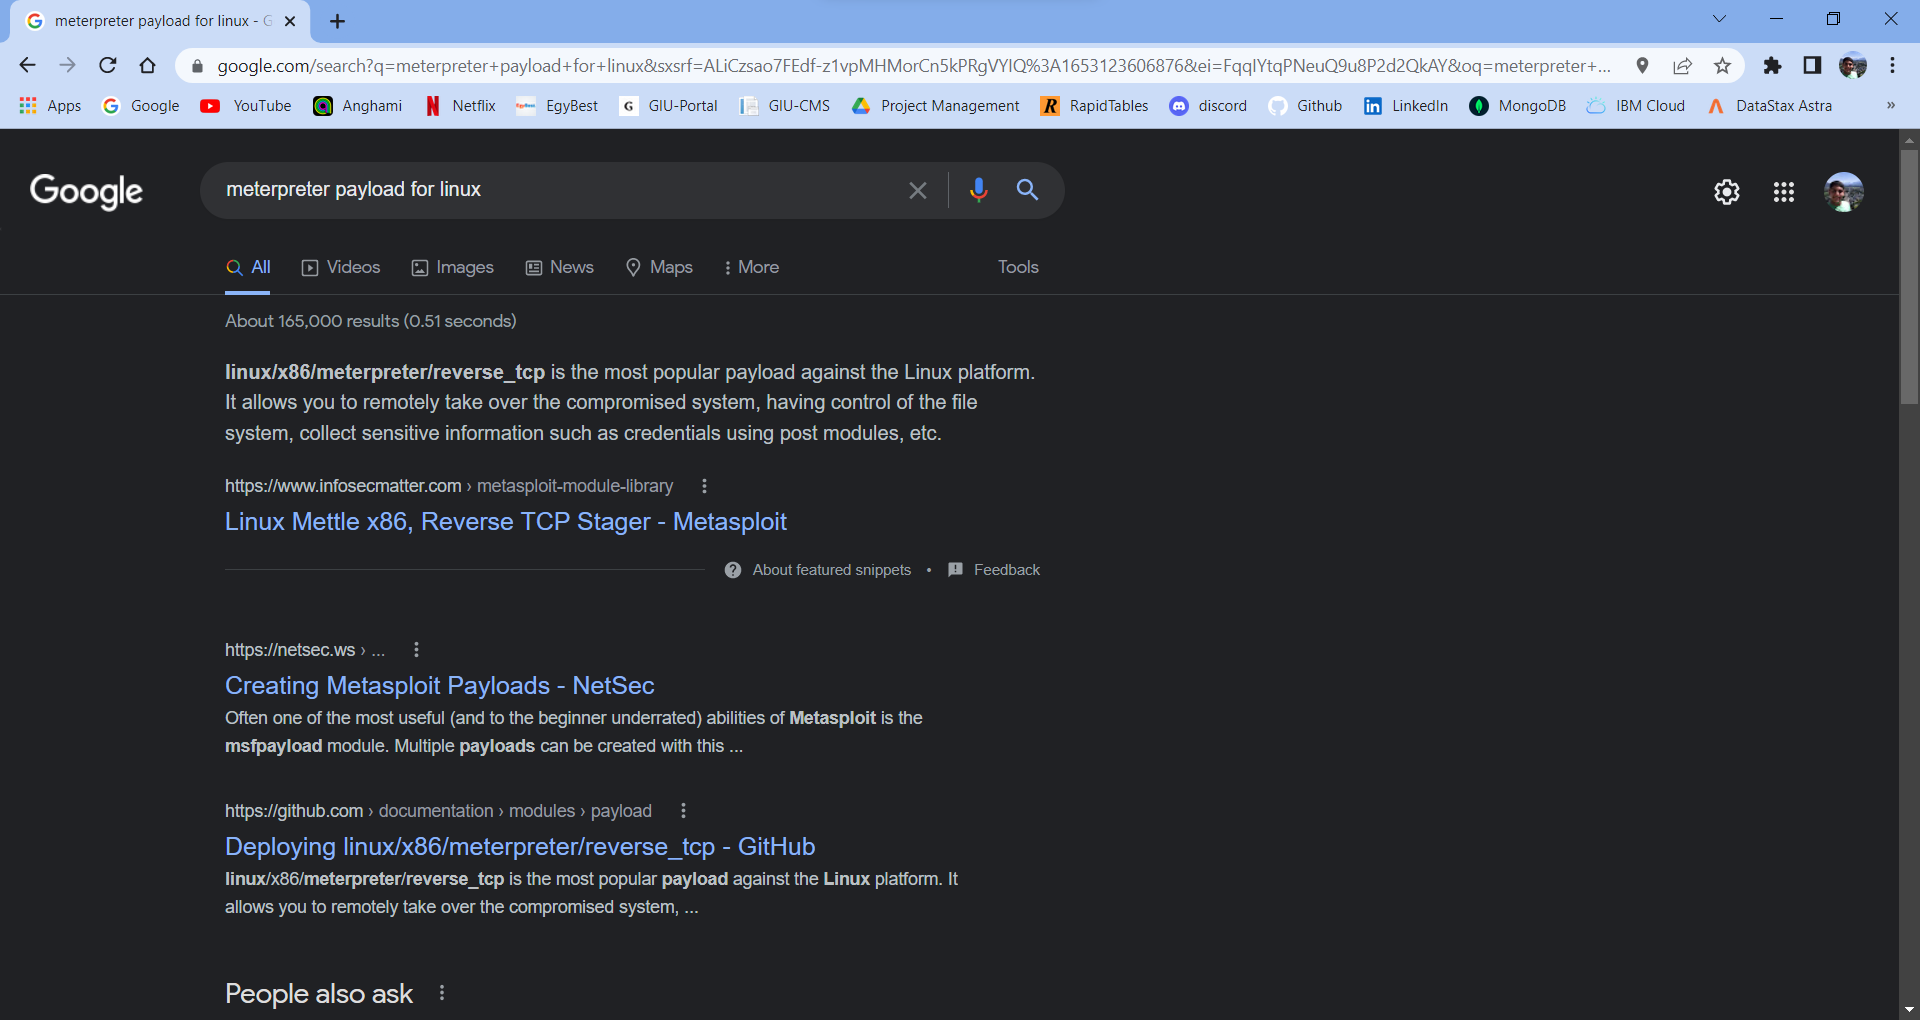 meterpreter payload for linux - G
google.com/search?q=meterpreter+payload+for+linux&sxsrf=ALiCzsao7FEdf-z1vpMHMorCn5kPRgVYIQ%3A1653123606876&ei=FqqIYtqPNeuQ9u8P2d2QkAY&oq=meterpreter+...
Apps Google YouTube Anghami Netflix EgyBest GIU-Portal GIU-CMS Project Management RapidTables discord Github LinkedIn MongoDB IBM Cloud DataStax Astra »
Google meterpreter payload for linux
All Videos Images News Maps More Tools
About 165,000 results (0.51 seconds)
linux/x86/meterpreter/reverse_tcp is the most popular payload against the Linux platform.
It allows you to remotely take over the compromised system, having control of the file
system, collect sensitive information such as credentials using post modules, etc.
https://www.infosecmatter.com › metasploit-module-library
Linux Mettle x86, Reverse TCP Stager - Metasploit
About featured snippets • Feedback
https://netsec.ws › ...
Creating Metasploit Payloads - NetSec
Often one of the most useful (and to the beginner underrated) abilities of Metasploit is the
msfpayload module. Multiple payloads can be created with this ...
https://github.com › documentation › modules › payload
Deploying linux/x86/meterpreter/reverse_tcp - GitHub
linux/x86/meterpreter/reverse_tcp is the most popular payload against the Linux platform. It
allows you to remotely take over the compromised system, ...
People also ask